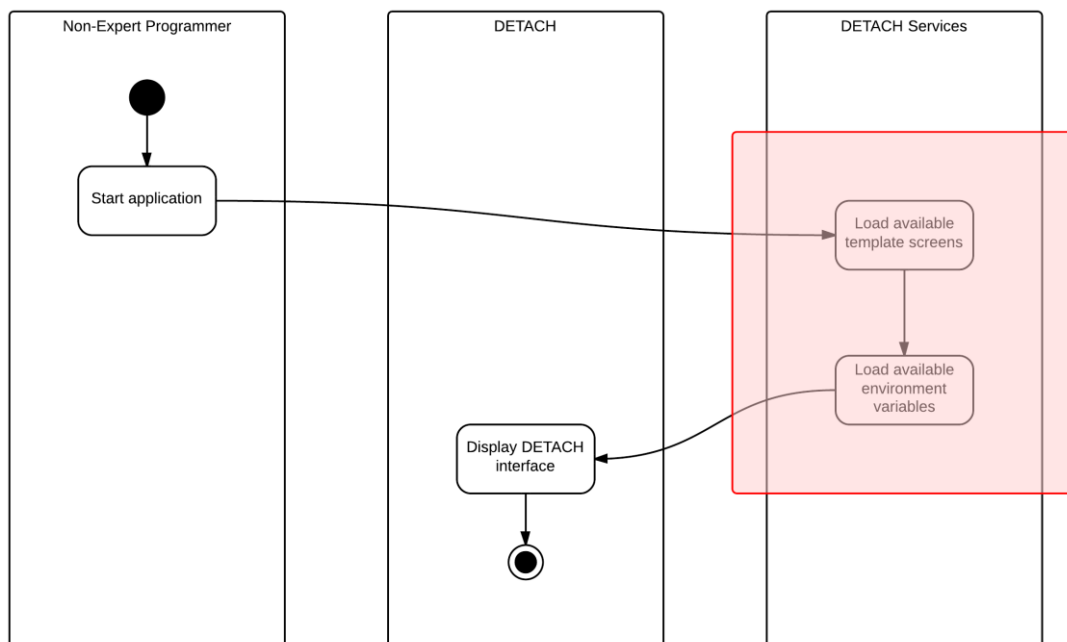 Non-Expert Programmer
DETACH
DETACH Services
Start application
Load available
template screens
Load available
environment
variables
Display DETACH
interface